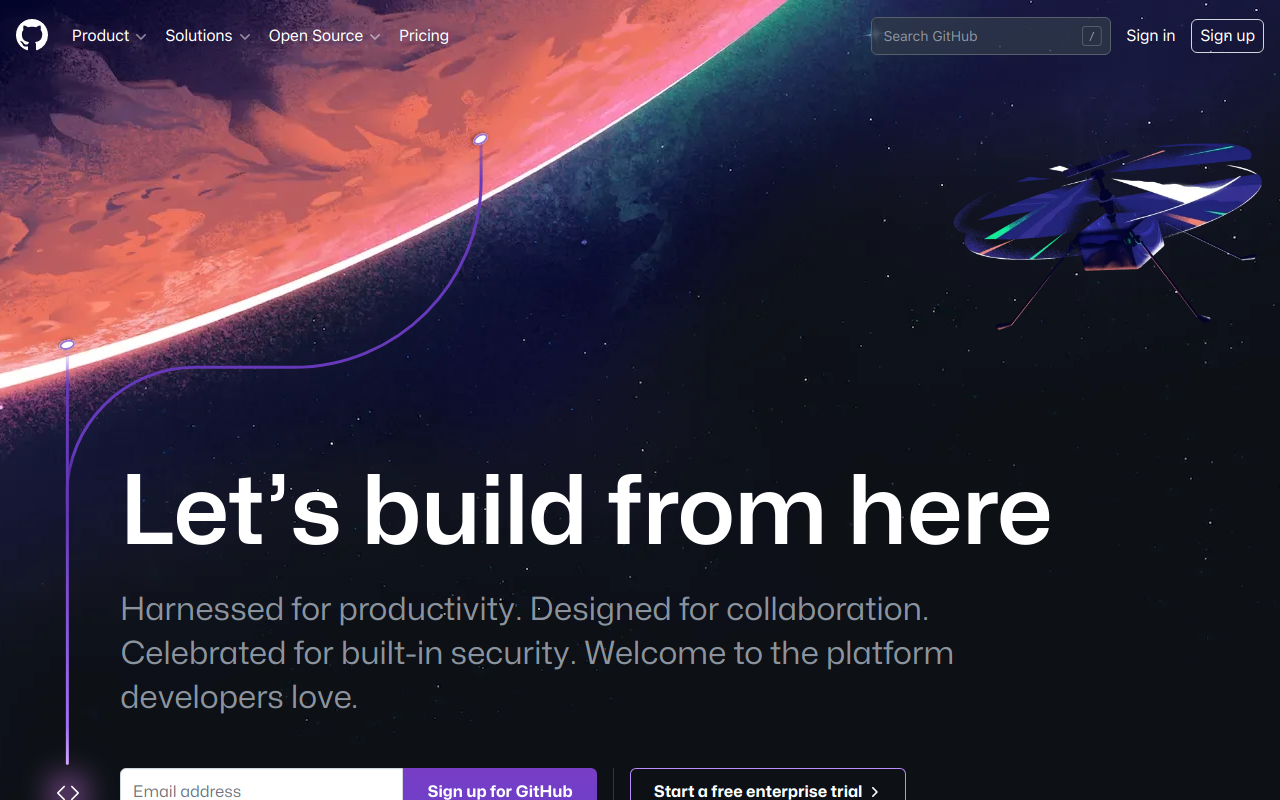 Product
Solutions
Open Source
Pricing
Search GitHub
/
Sign in
Sign up
Let’s build from here
Harnessed for productivity. Designed for collaboration.
Celebrated for built-in security. Welcome to the platform
developers love.
Email address
Sign up for GitHub
Start a free enterprise trial